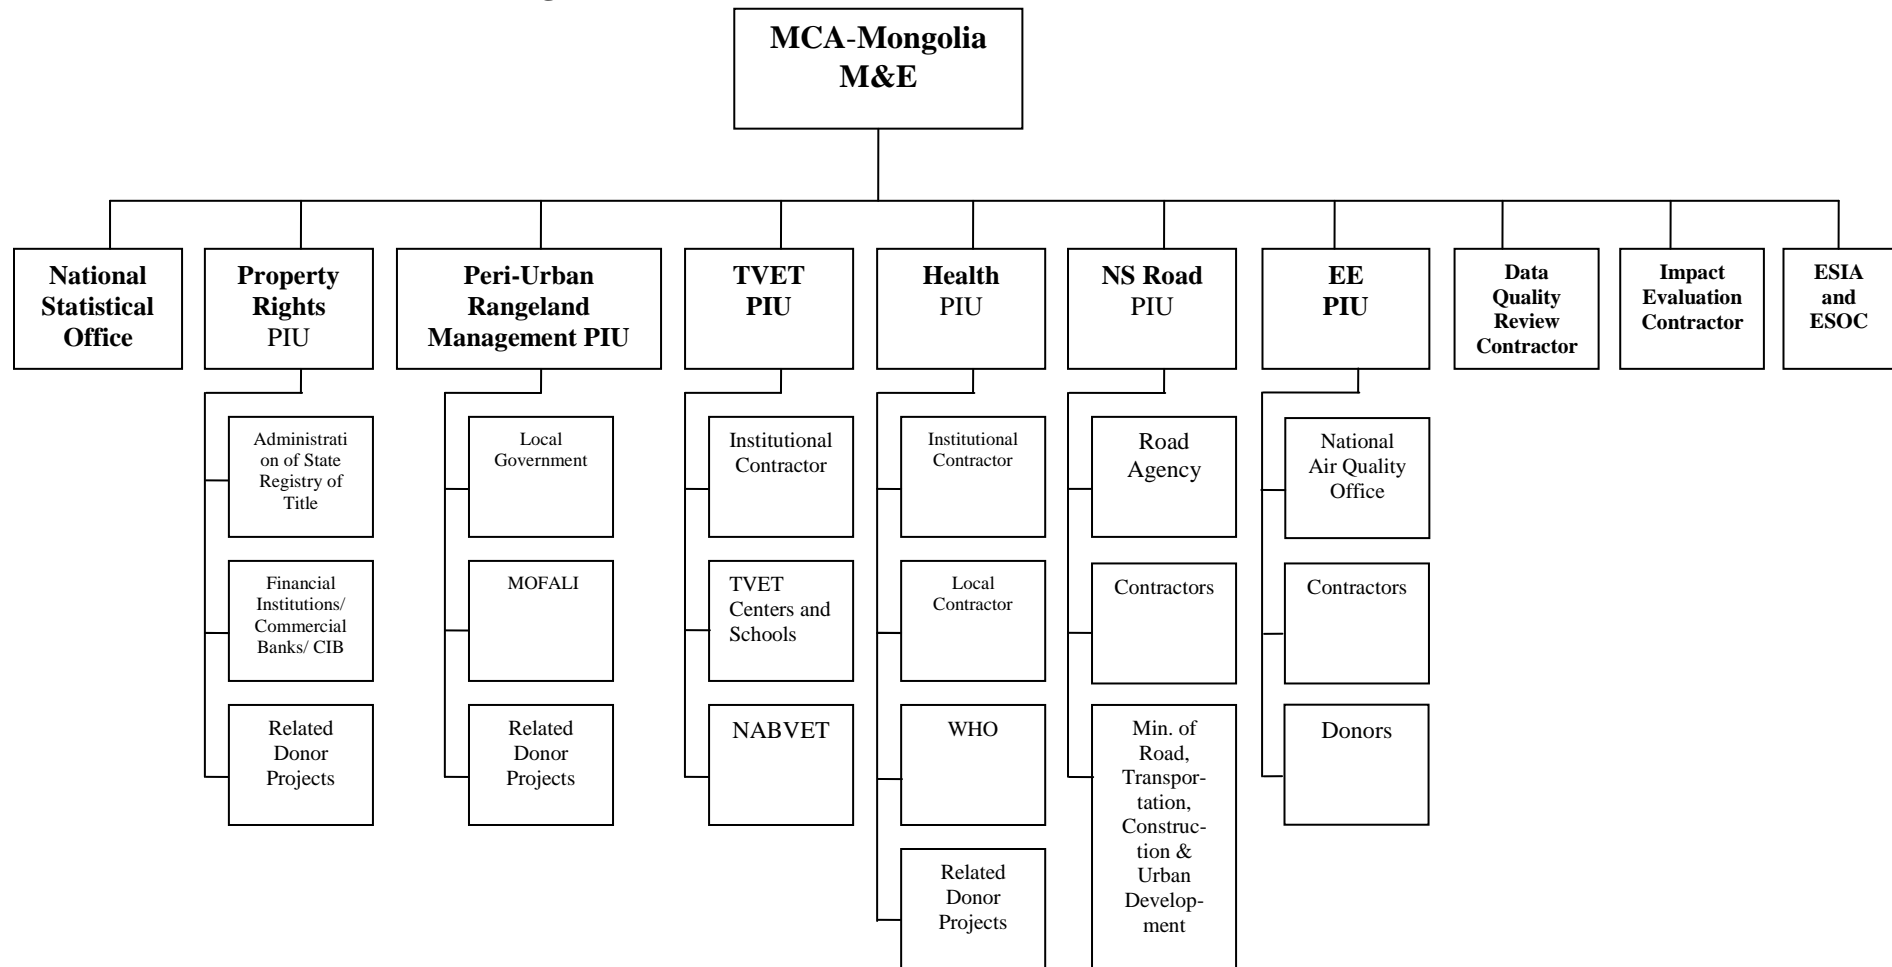 MCA-Mongolia
M&E
National
Statistical
Office
Property
Rights
PIU
Peri-Urban
Rangeland
Management PIU
TVET
PIU
Health
PIU
NS Road
PIU
EE
PIU
Data
Quality
Review
Contractor
Impact
Evaluation
Contractor
ESIA
and
ESOC
Administrati
on of State
Registry of
Title
Financial
Institutions/
Commercial
Banks/ CIB
Related
Donor
Projects
Local
Government
MOFALI
Related
Donor
Projects
Institutional
Contractor
TVET
Centers and
Schools
NABVET
Institutional
Contractor
Local
Contractor
WHO
Related
Donor
Projects
Road
Agency
Contractors
Min. of
Road,
Transpor-
tation,
Construc-
tion &
Urban
Develop-
ment
National
Air Quality
Office
Contractors
Donors